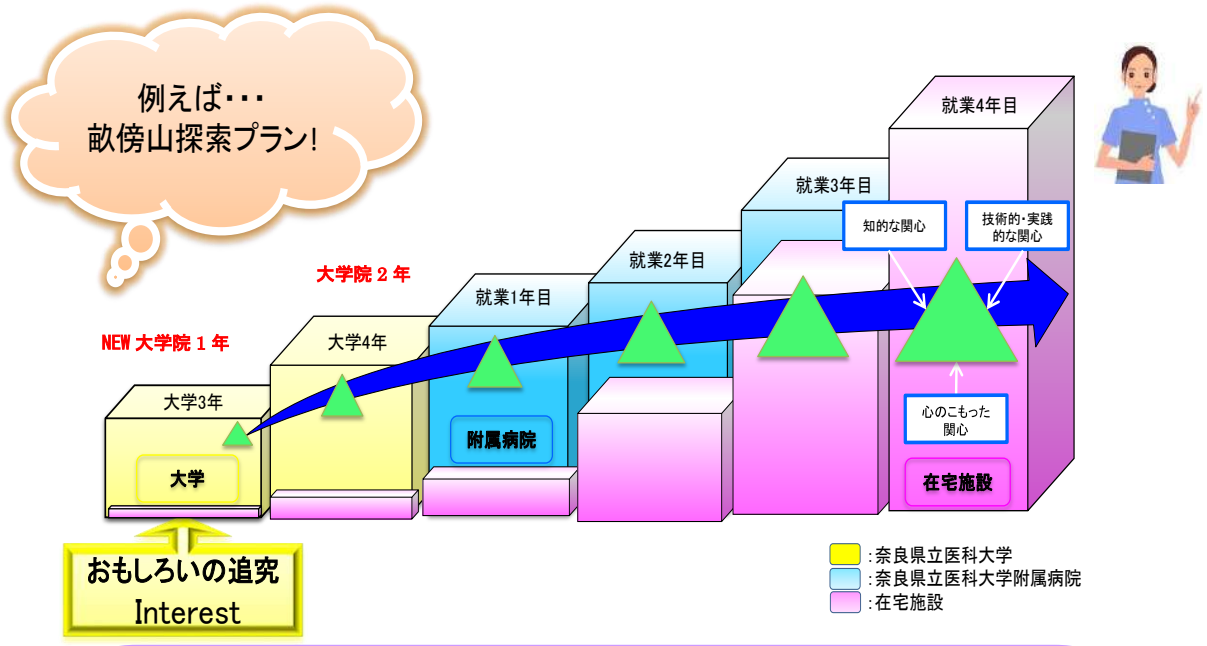 例えば・・・
畝傍山探索プラン!
就業4年目
就業3年目
知的な関心
技術的・実践
的な関心
就業2年目
大学院２年
就業1年目
NEW 大学院１年
大学4年
大学3年
心のこもった
関心
附属病院
大学
在宅施設
おもしろいの追究
Interest
:奈良県立医科大学
:奈良県立医科大学附属病院
:在宅施設